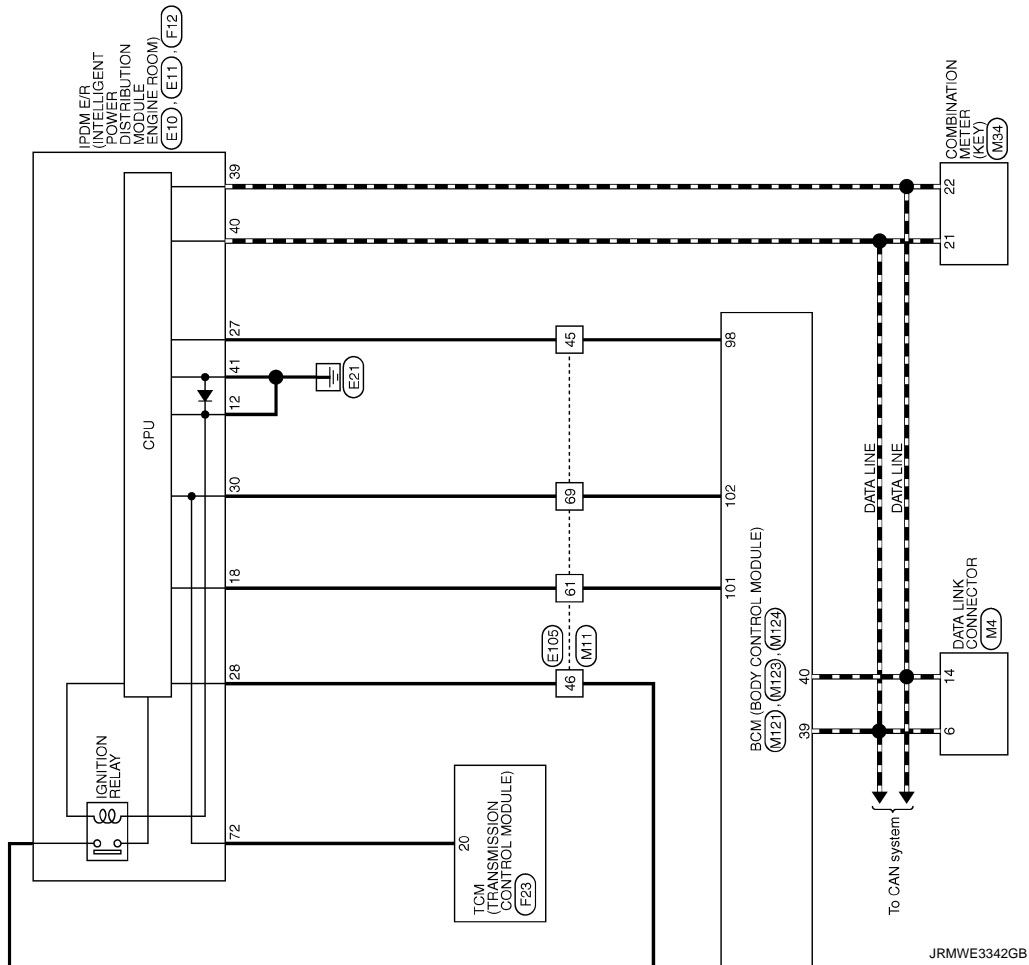 IPDM E/R
(INTELLIGENT
POWER
DISTRIBUTION
MODULE
ENGINE ROOM)
E10 , E11 , F12
CPU
IGNITION
RELAY
39
40
27
41
12
30
18
28
72
E21
45
69
61
46
E105
M11
TCM
(TRANSMISSION
CONTROL MODULE)
F23
20
98
102
101
BCM (BODY CONTROL MODULE)
M121 , M123 , M124
40
39
COMBINATION
METER
(KEY)
M34
22
21
DATA LINE
DATA LINE
DATA LINK
CONNECTOR
M4
14
6
To CAN system
JRMWE3342GB